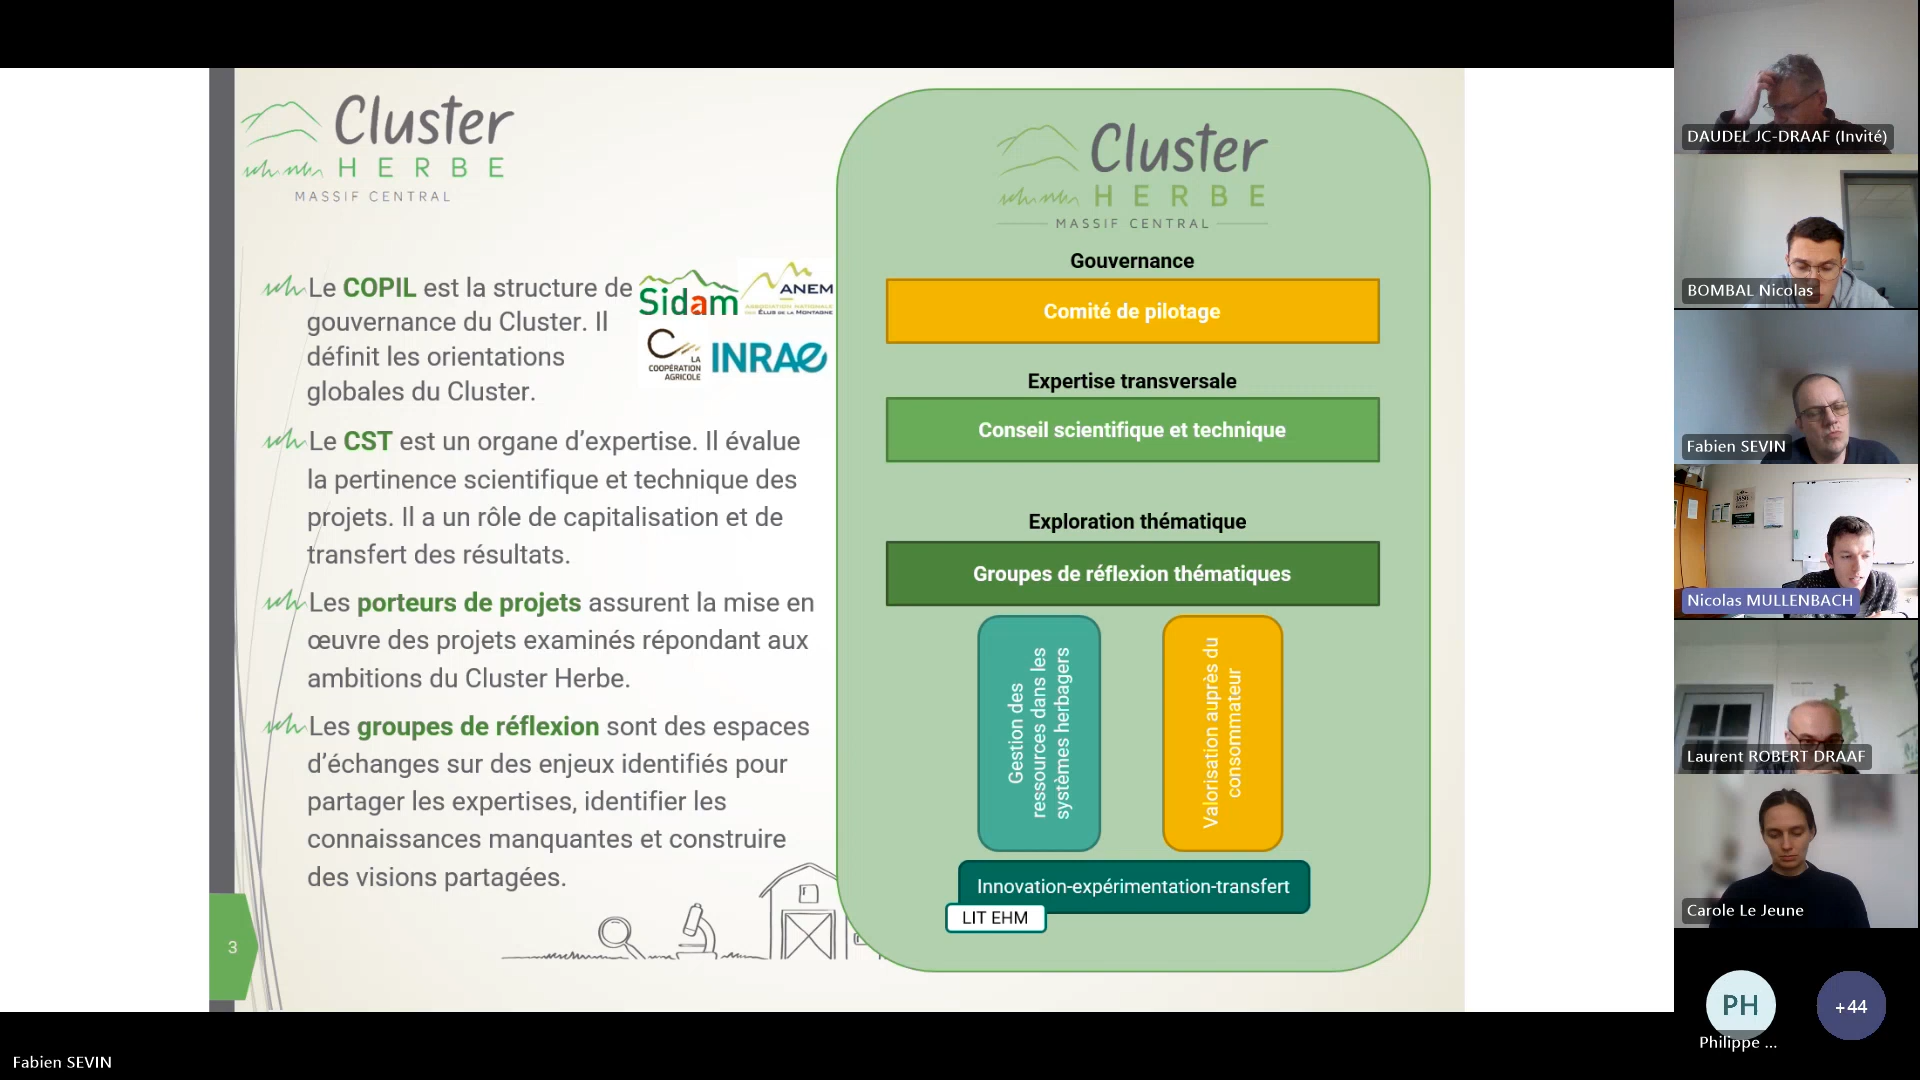 Cluster
HERBE
MASSIF CENTRAL
Le COPIL est la structure de
gouvernance du Cluster. Il
définit les orientations
globales du Cluster.
Sidam
ANEM
ASSOCIATION NATIONALE
DES ÉLUS DE LA MONTAGNE
LA
COOPÉRATION
AGRICOLE
INRAE
Le CST est un organe d’expertise. Il évalue
la pertinence scientifique et technique des
projets. Il a un rôle de capitalisation et de
transfert des résultats.
Les porteurs de projets assurent la mise en
œuvre des projets examinés répondant aux
ambitions du Cluster Herbe.
Les groupes de réflexion sont des espaces
d’échanges sur des enjeux identifiés pour
partager les expertises, identifier les
connaissances manquantes et construire
des visions partagées.
3
Cluster
HERBE
MASSIF CENTRAL
Gouvernance
Comité de pilotage
Expertise transversale
Conseil scientifique et technique
Exploration thématique
Groupes de réflexion thématiques
Gestion des
ressources dans les
systèmes herbagers
Valorisation auprès du
consommateur
Innovation-expérimentation-transfert
LIT EHM
DAUDEL JC-DRAAF (Invité)
BOMBAL Nicolas
Fabien SEVIN
Nicolas MULLENBACH
Laurent ROBERT DRAAF
Carole Le Jeune
PH
+44
Philippe ...
Fabien SEVIN